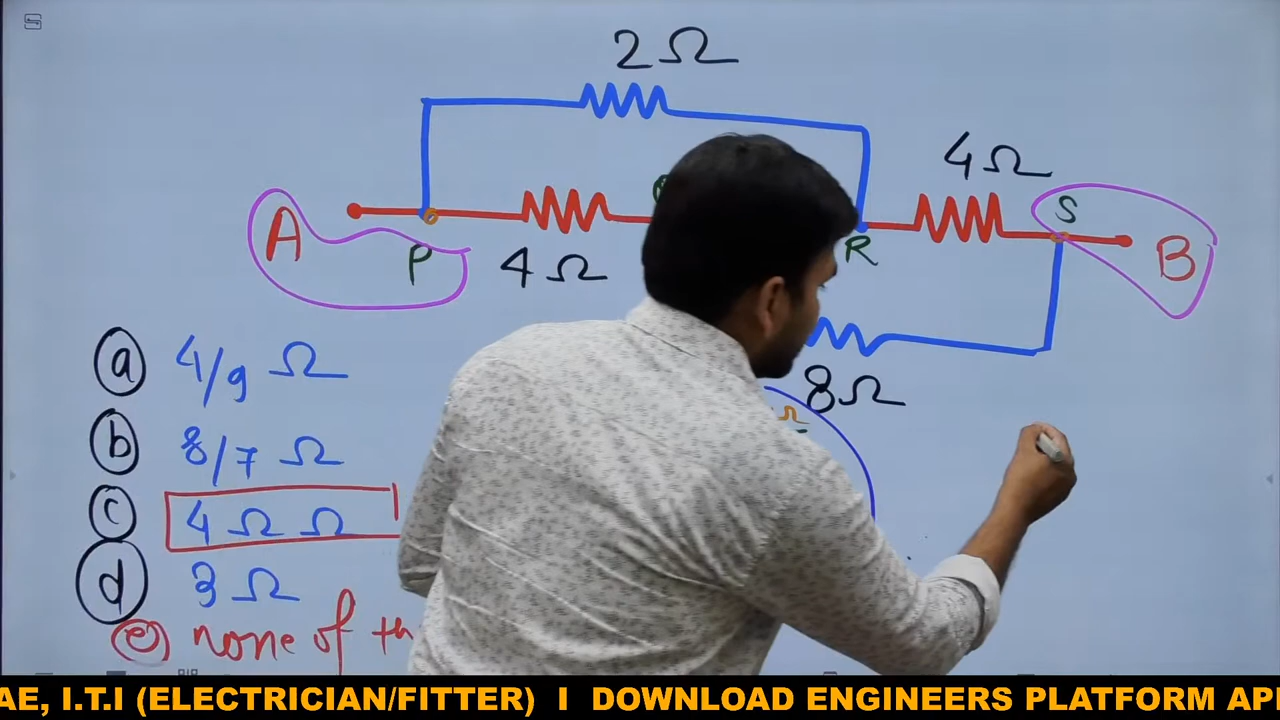 2Ω
4Ω
S
A
P
R
B
4Ω
8Ω
Ω
(a) 4/9 Ω
(b) 8/7 Ω
(c) 4 Ω Ω
(d) 3 Ω
(e) none of th
AE, I.T.I (ELECTRICIAN/FITTER) I DOWNLOAD ENGINEERS PLATFORM AP